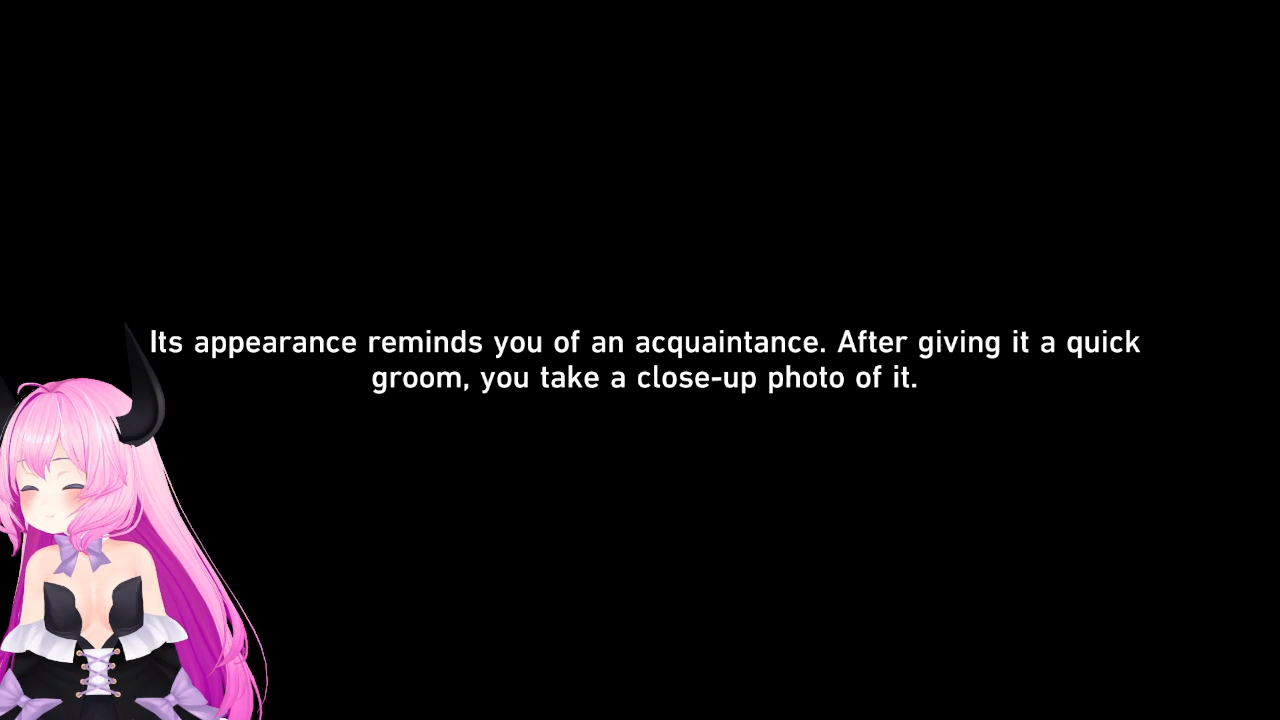 Its appearance reminds you of an acquaintance. After giving it a quick
groom, you take a close-up photo of it.